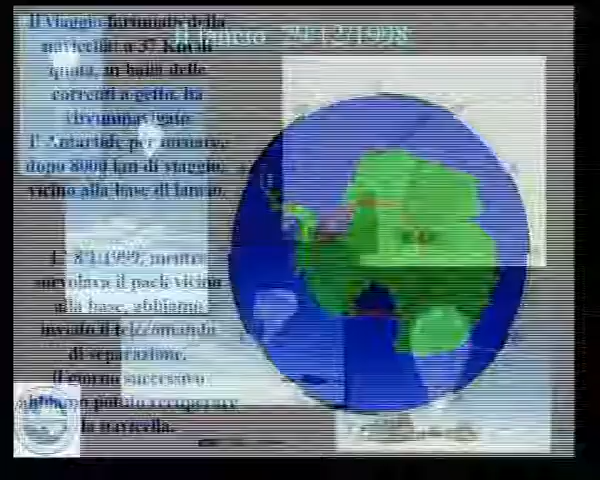 Il lancio 29/12/1998
Il viaggio fortunato della
navicella: a 37 Km di
quota, in balia delle
correnti a getto, ha
circumnavigato
l'Antartide per tornare,
dopo 8000 km di viaggio,
vicino alla base di lancio.
L' 8/1/1999, mentre
sorvolava il pack vicino
alla base, abbiamo
inviato il telecomando
di separazione.
Il giorno successivo
abbiamo potuto recuperare
la navicella.